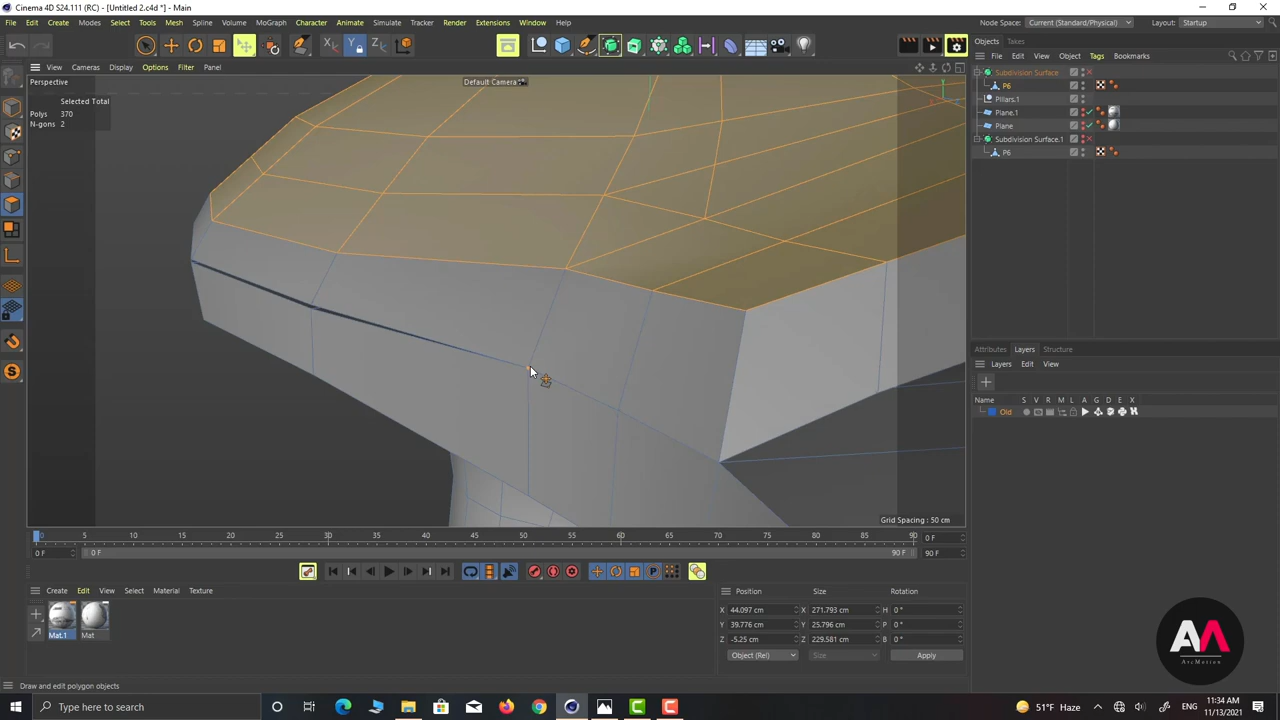 Cinema 4D S24.111 (RC) - [Untitled 2.c4d *] - Main
File Edit Create Modes Select Tools Mesh Spline Volume MoGraph Character Animate Simulate Tracker Render Extensions Window Help
Node Space: Current (Standard/Physical) Layout: Startup
X Y Z
Objects Takes
View Cameras Display Options Filter Panel
File Edit View Object Tags Bookmarks
Perspective
Default Camera
Selected Total
Polys 370
N-gons 2
Subdivision Surface
P6
Pillars.1
Plane.1
Plane
Subdivision Surface.1
P6
Attributes Layers Structure
Layers Edit View
Name S V R M L A G D E X
Old
Grid Spacing : 50 cm
0 5 10 15 20 25 30 35 40 45 50 55 60 65 70 75 80 85 90 0 F
0 F 0 F 90 F 90 F
Create Edit View Select Material Texture
Position Size Rotation
X 44.097 cm X 271.793 cm H 0 °
Y 39.776 cm Y 25.796 cm P 0 °
Z -5.25 cm Z 229.581 cm B 0 °
Object (Rel) Size Apply
Mat.1 Mat
ArcMotion
Draw and edit polygon objects
Type here to search
51°F Haze ENG 11:34 AM
11/13/2021